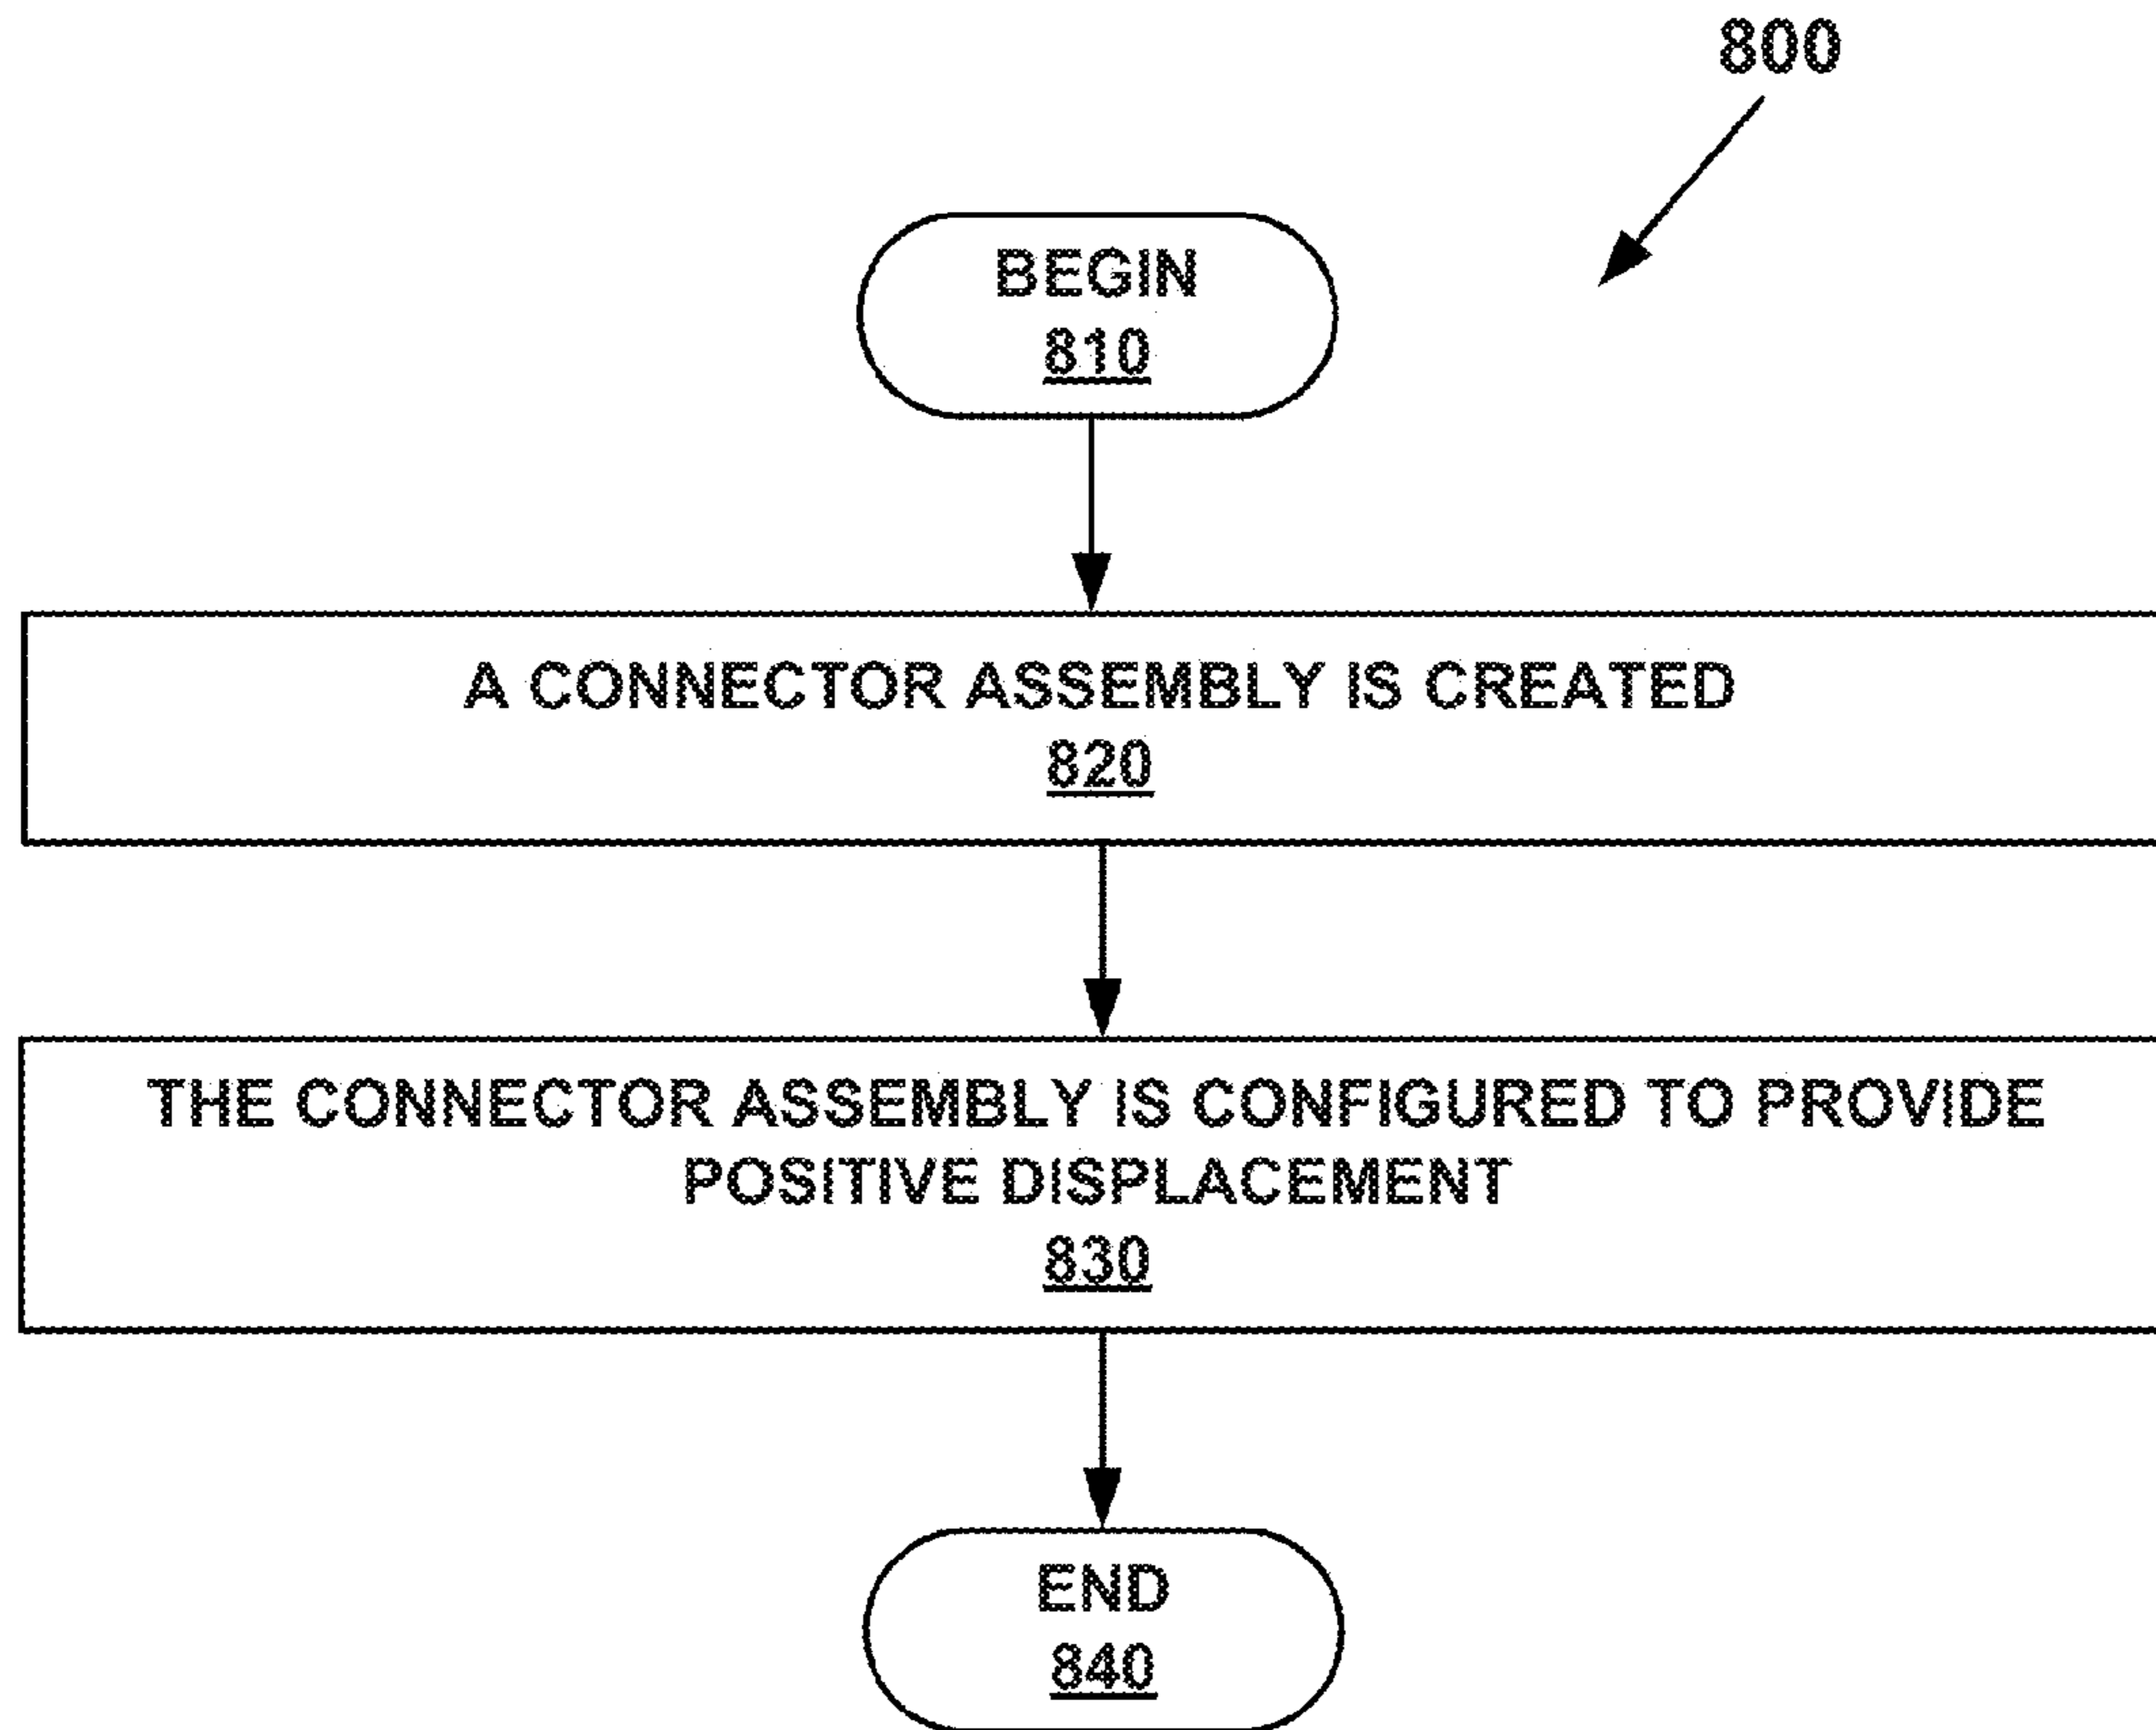 800
BEGIN
810
A CONNECTOR ASSEMBLY IS CREATED
820
THE CONNECTOR ASSEMBLY IS CONFIGURED TO PROVIDE
POSITIVE DISPLACEMENT
830
END
840